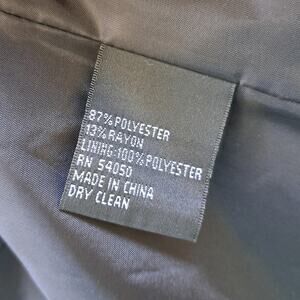 87% POLYESTER
13% RAYON
LINING:100% POLYESTER
RN 54050
MADE IN CHINA
DRY CLEAN